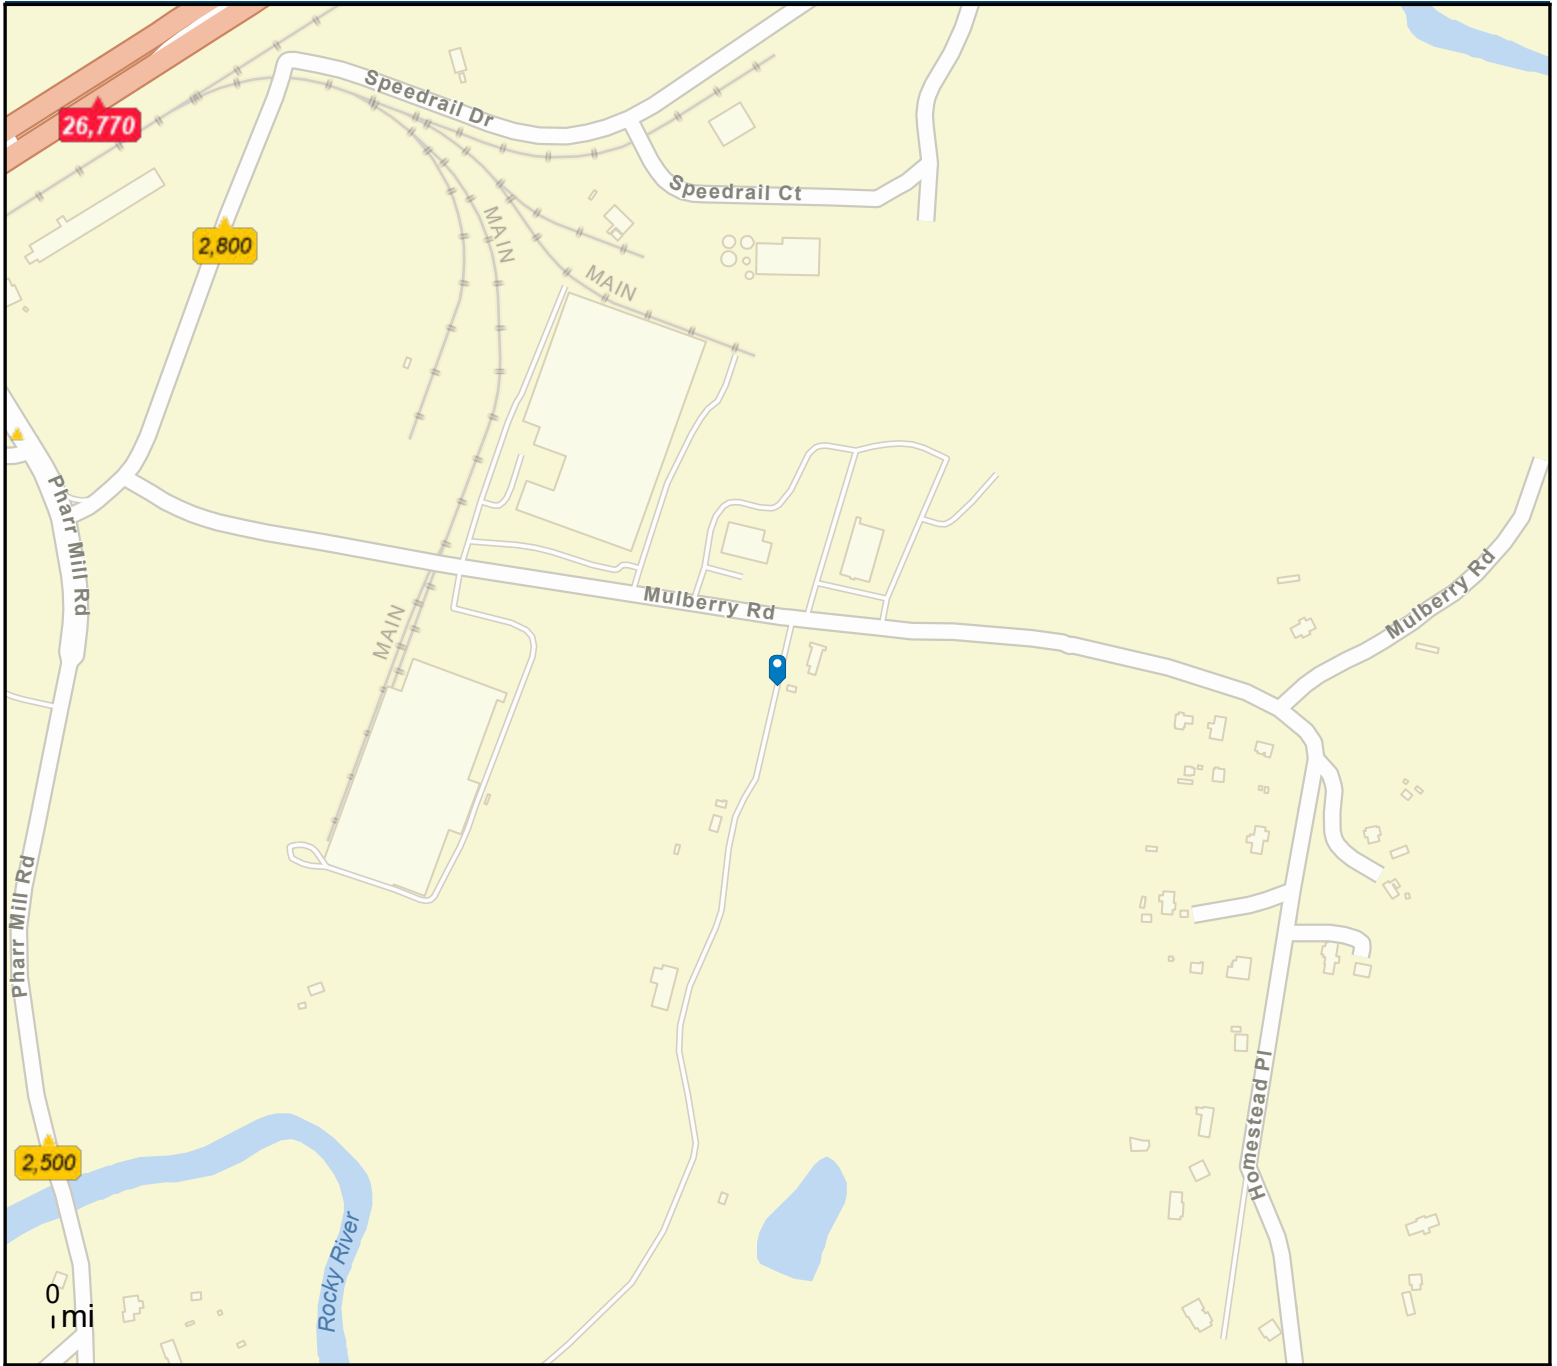 Speedrail Dr
26,770
Speedrail Ct
2,800
MAIN
MAIN
Pharr Mill Rd
Mulberry Rd
Mulberry Rd
MAIN
Pharr Mill Rd
Homestead Pl
2,500
Rocky River
0
mi